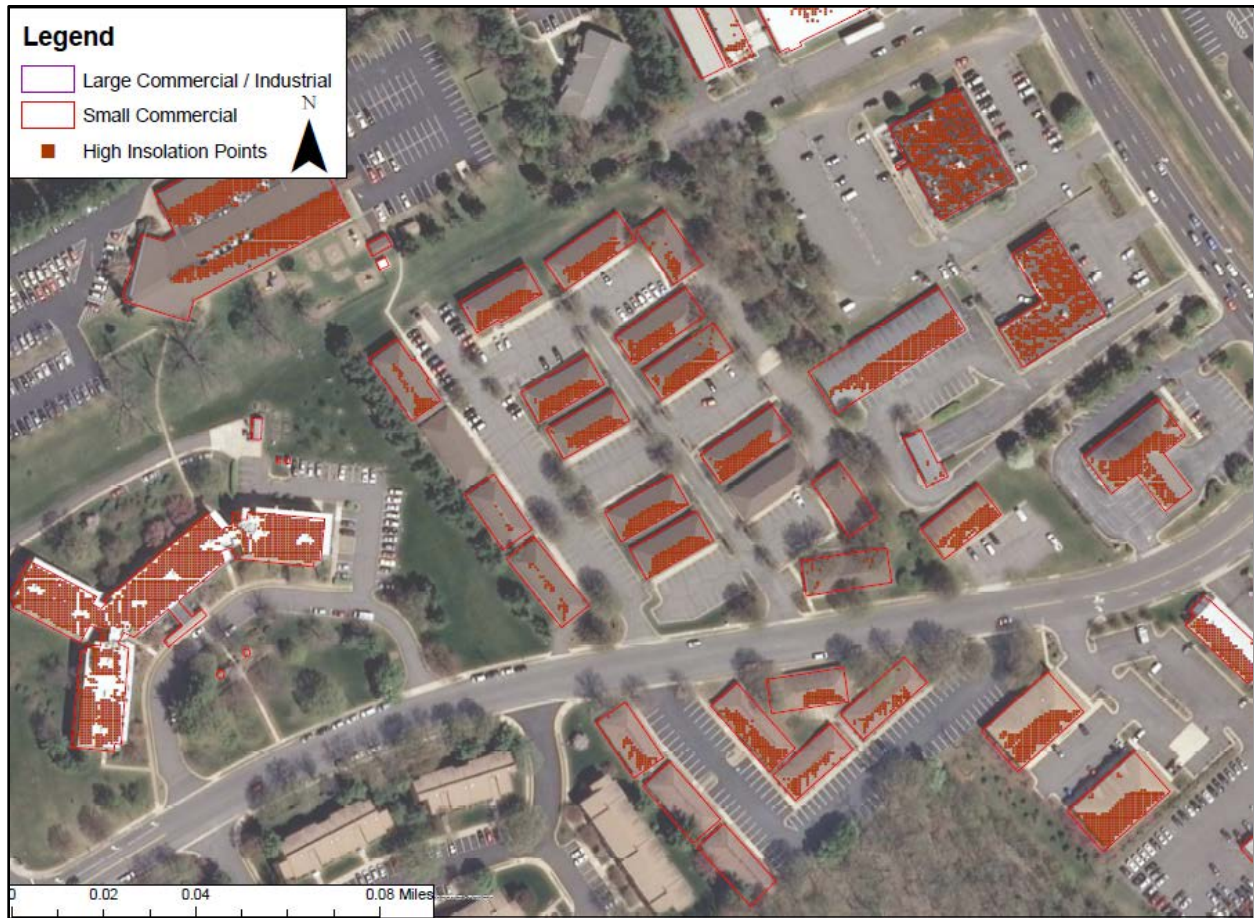 Legend
Large Commercial / Industrial
Small Commercial
N
High Insolation Points
0 0.02 0.04 0.08 Miles